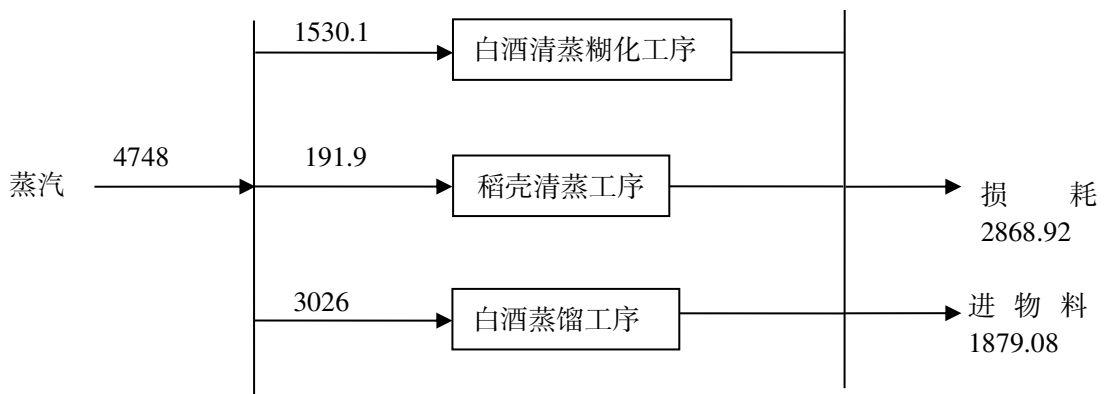 1530.1
白酒清蒸糊化工序
蒸汽
4748
191.9
稻壳清蒸工序
损 耗
2868.92
3026
白酒蒸馏工序
进 物 料
1879.08